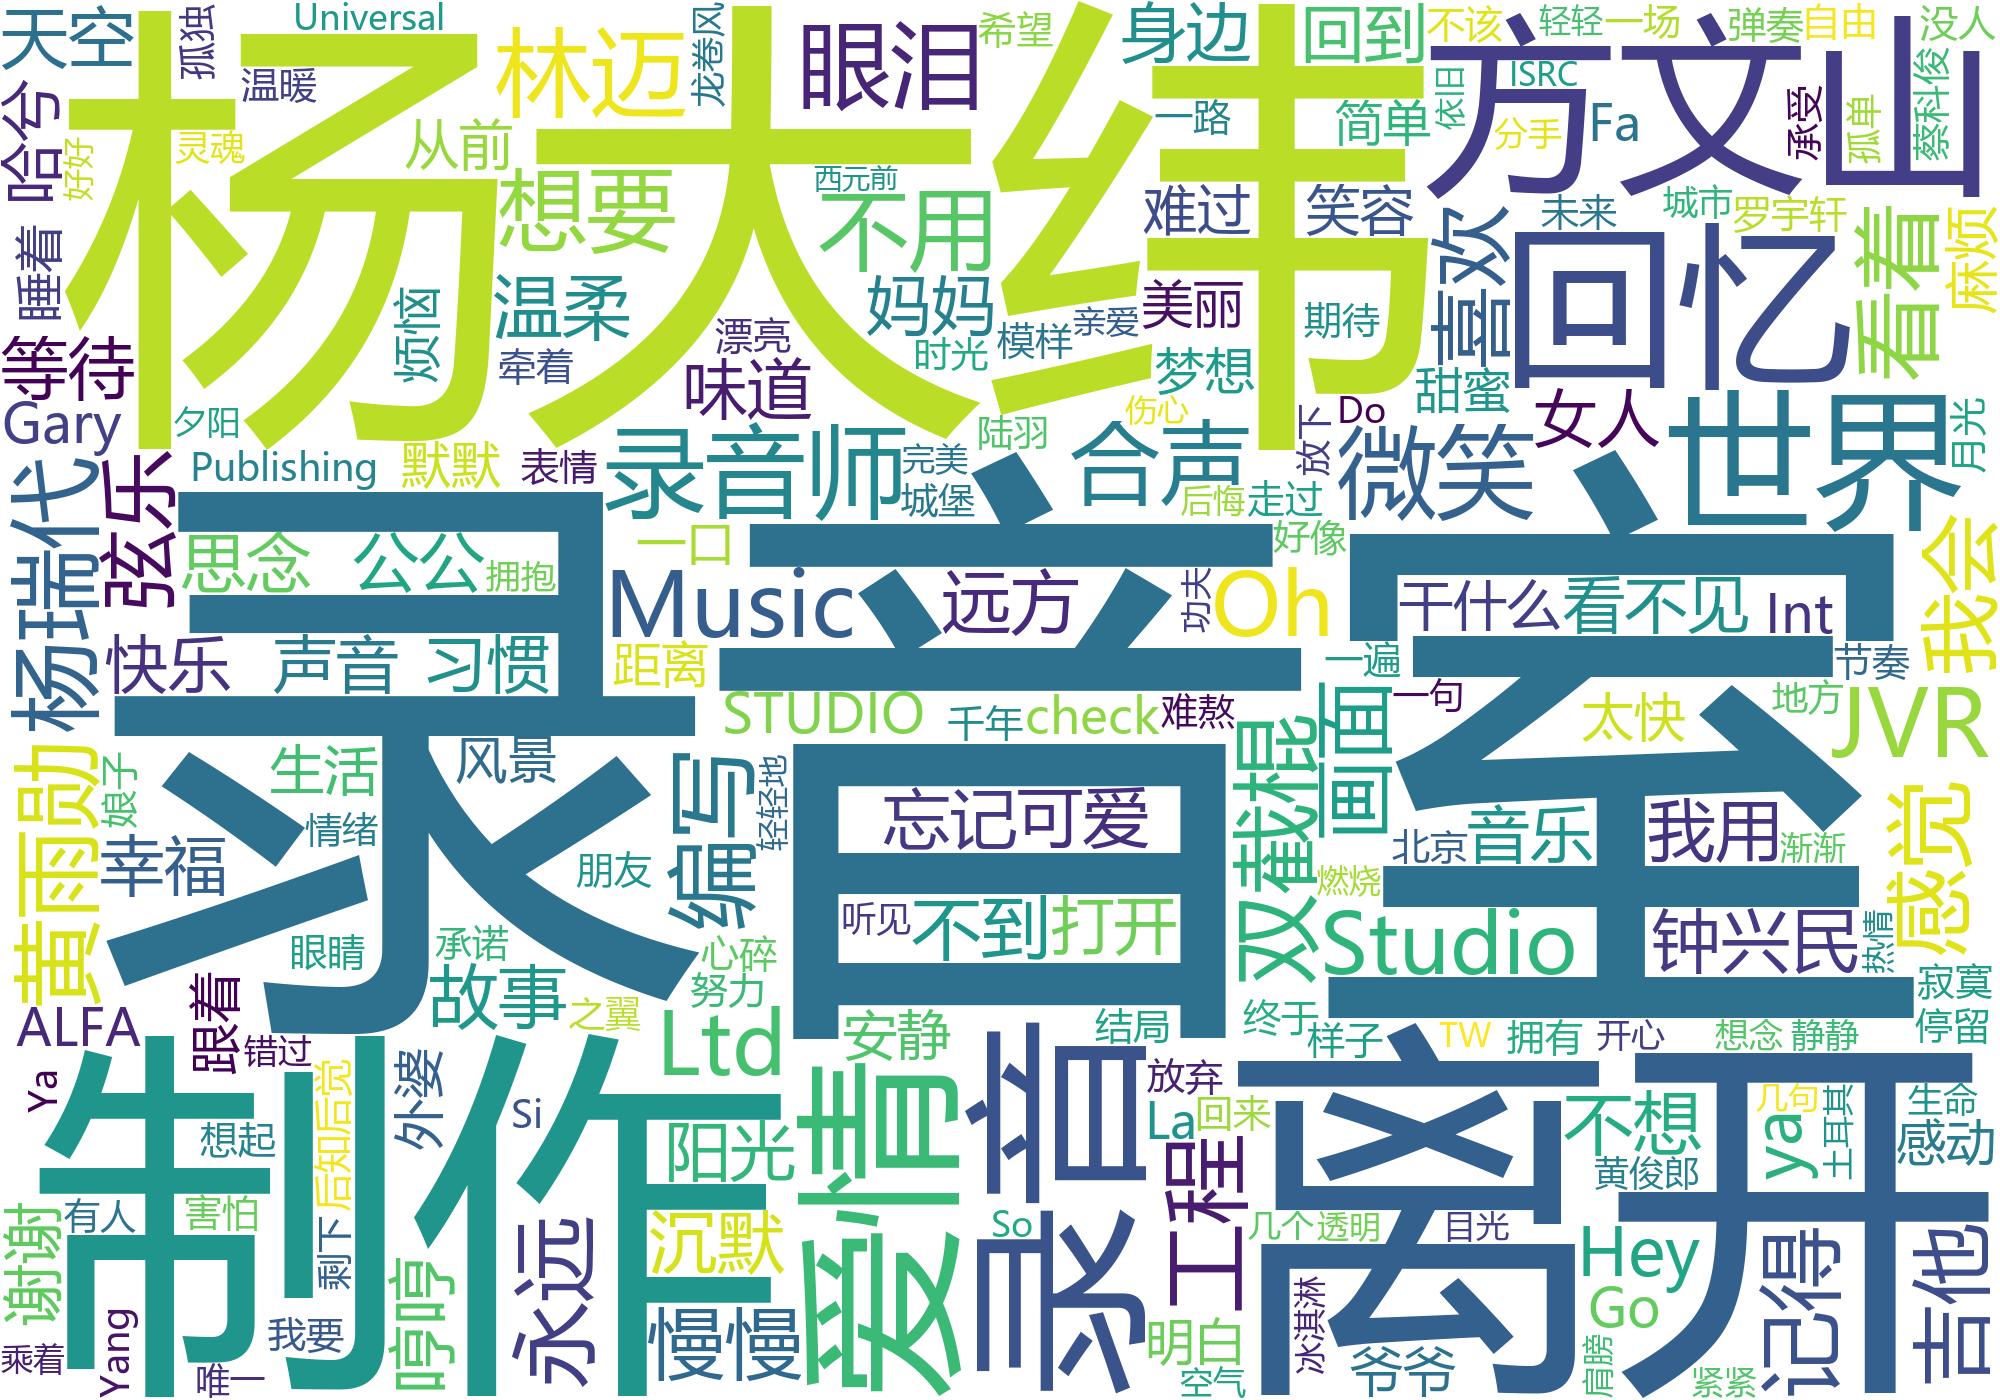 天空
孤独
Universal
温暖
杨大纬
林迈
龙卷风
眼泪
希望
身边
回到
不该
轻轻
一场
弹奏
自由
没人
方文山
ISRC
依旧
简单
一路
分手
Fa
承受
孤单
蔡科俊
哈兮
好好
灵魂
从前
想要
西元前
不用
难过
笑容
未来
城市
罗宇轩
喜欢
回忆
看着
麻烦
睡着
烦恼
温柔
牵着
漂亮
味道
妈妈
时光
模样
亲爱
美丽
期待
梦想
甜蜜
等待
Gary
夕阳
Publishing
默默
表情
录音师
完美
城堡
陆羽
伤心
合声
放下
Do
微笑
女人
世界
月光
后悔
走过
好像
杨瑞代
弦乐
录音室
思念
公公
拥抱
一口
Music
远方
功夫
Oh
干什么
看不见
Int
我会
快乐
声音
习惯
距离
一遍
节奏
STUDIO
千年
check
难熬
一句
太快
地方
JVR
画面
双截棍
黄雨勋
娘子
生活
风景
编写
轻轻地
忘记
可爱
北京
音乐
我用
渐渐
感觉
幸福
情绪
朋友
燃烧
听见
不到
打开
Studio
钟兴民
热情
眼睛
承诺
心碎
努力
故事
之翼
跟着
ALFA
错过
Ltd
安静
结局
终于
样子
TW
拥有
开心
想念
静静
寂寞
停留
Ya
制作
后知后觉
外婆
Si
想起
阳光
爱情
录音
放弃
La
回来
工程
离开
不想
黄俊郎
ya
几句
土耳其
生命
感动
有人
害怕
谢谢
剩下
哼哼
永远
沉默
So
几个
透明
目光
Hey
Go
记得
吉他
乘着
Yang
唯一
我要
慢慢
明白
空气
冰淇淋
爷爷
肩膀
紧紧